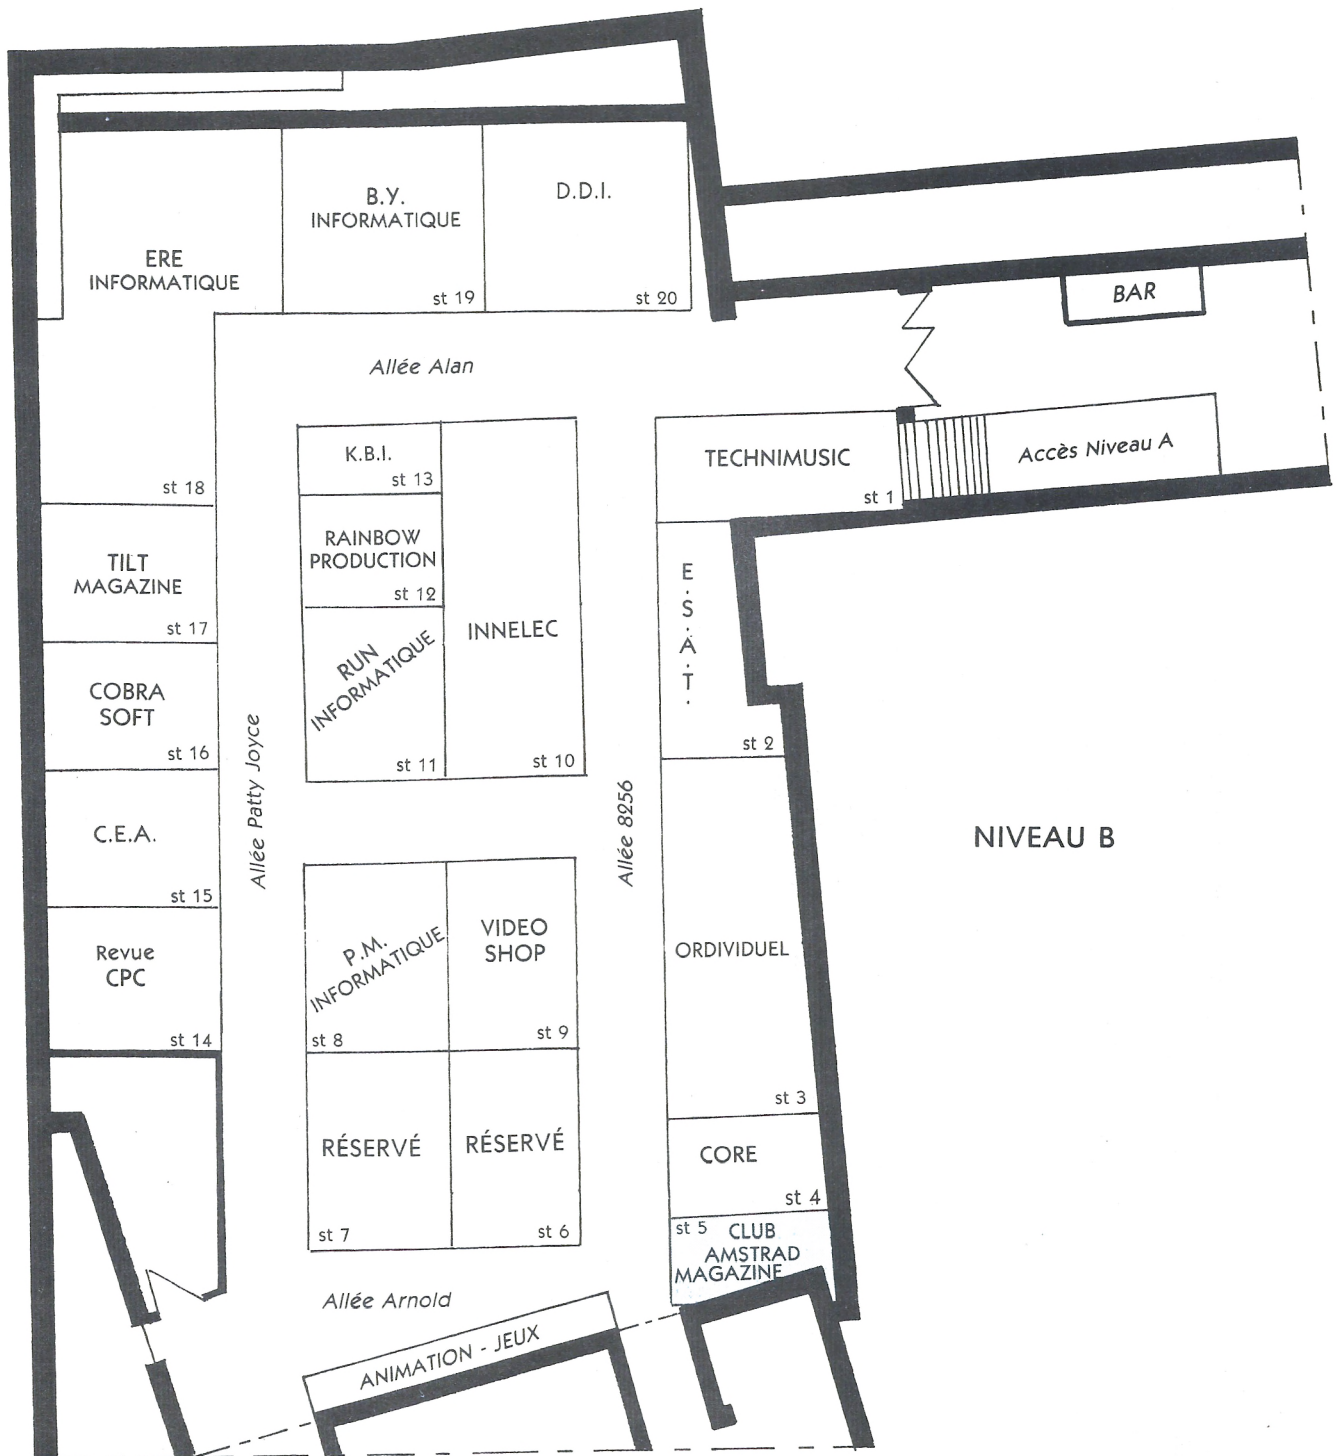 B.Y.
INFORMATIQUE
st 19
D.D.I.
st 20
ERE
INFORMATIQUE
st 18
BAR
Allée Alan
K.B.I.
st 13
TECHNIMUSIC
st 1
Accès Niveau A
RAINBOW
PRODUCTION
st 12
TILT
MAGAZINE
st 17
E.S.A.T.
st 2
RUN
INFORMATIQUE
st 11
INNELEC
st 10
COBRA
SOFT
st 16
Allée Patty Joyce
Allée 8256
C.E.A.
st 15
NIVEAU B
Revue
CPC
st 14
P.M.
INFORMATIQUE
st 8
VIDEO
SHOP
st 9
ORDIVIDUEL
st 3
RÉSERVÉ
st 7
RÉSERVÉ
st 6
CORE
st 4
st 5 CLUB
AMSTRAD
MAGAZINE
Allée Arnold
ANIMATION - JEUX